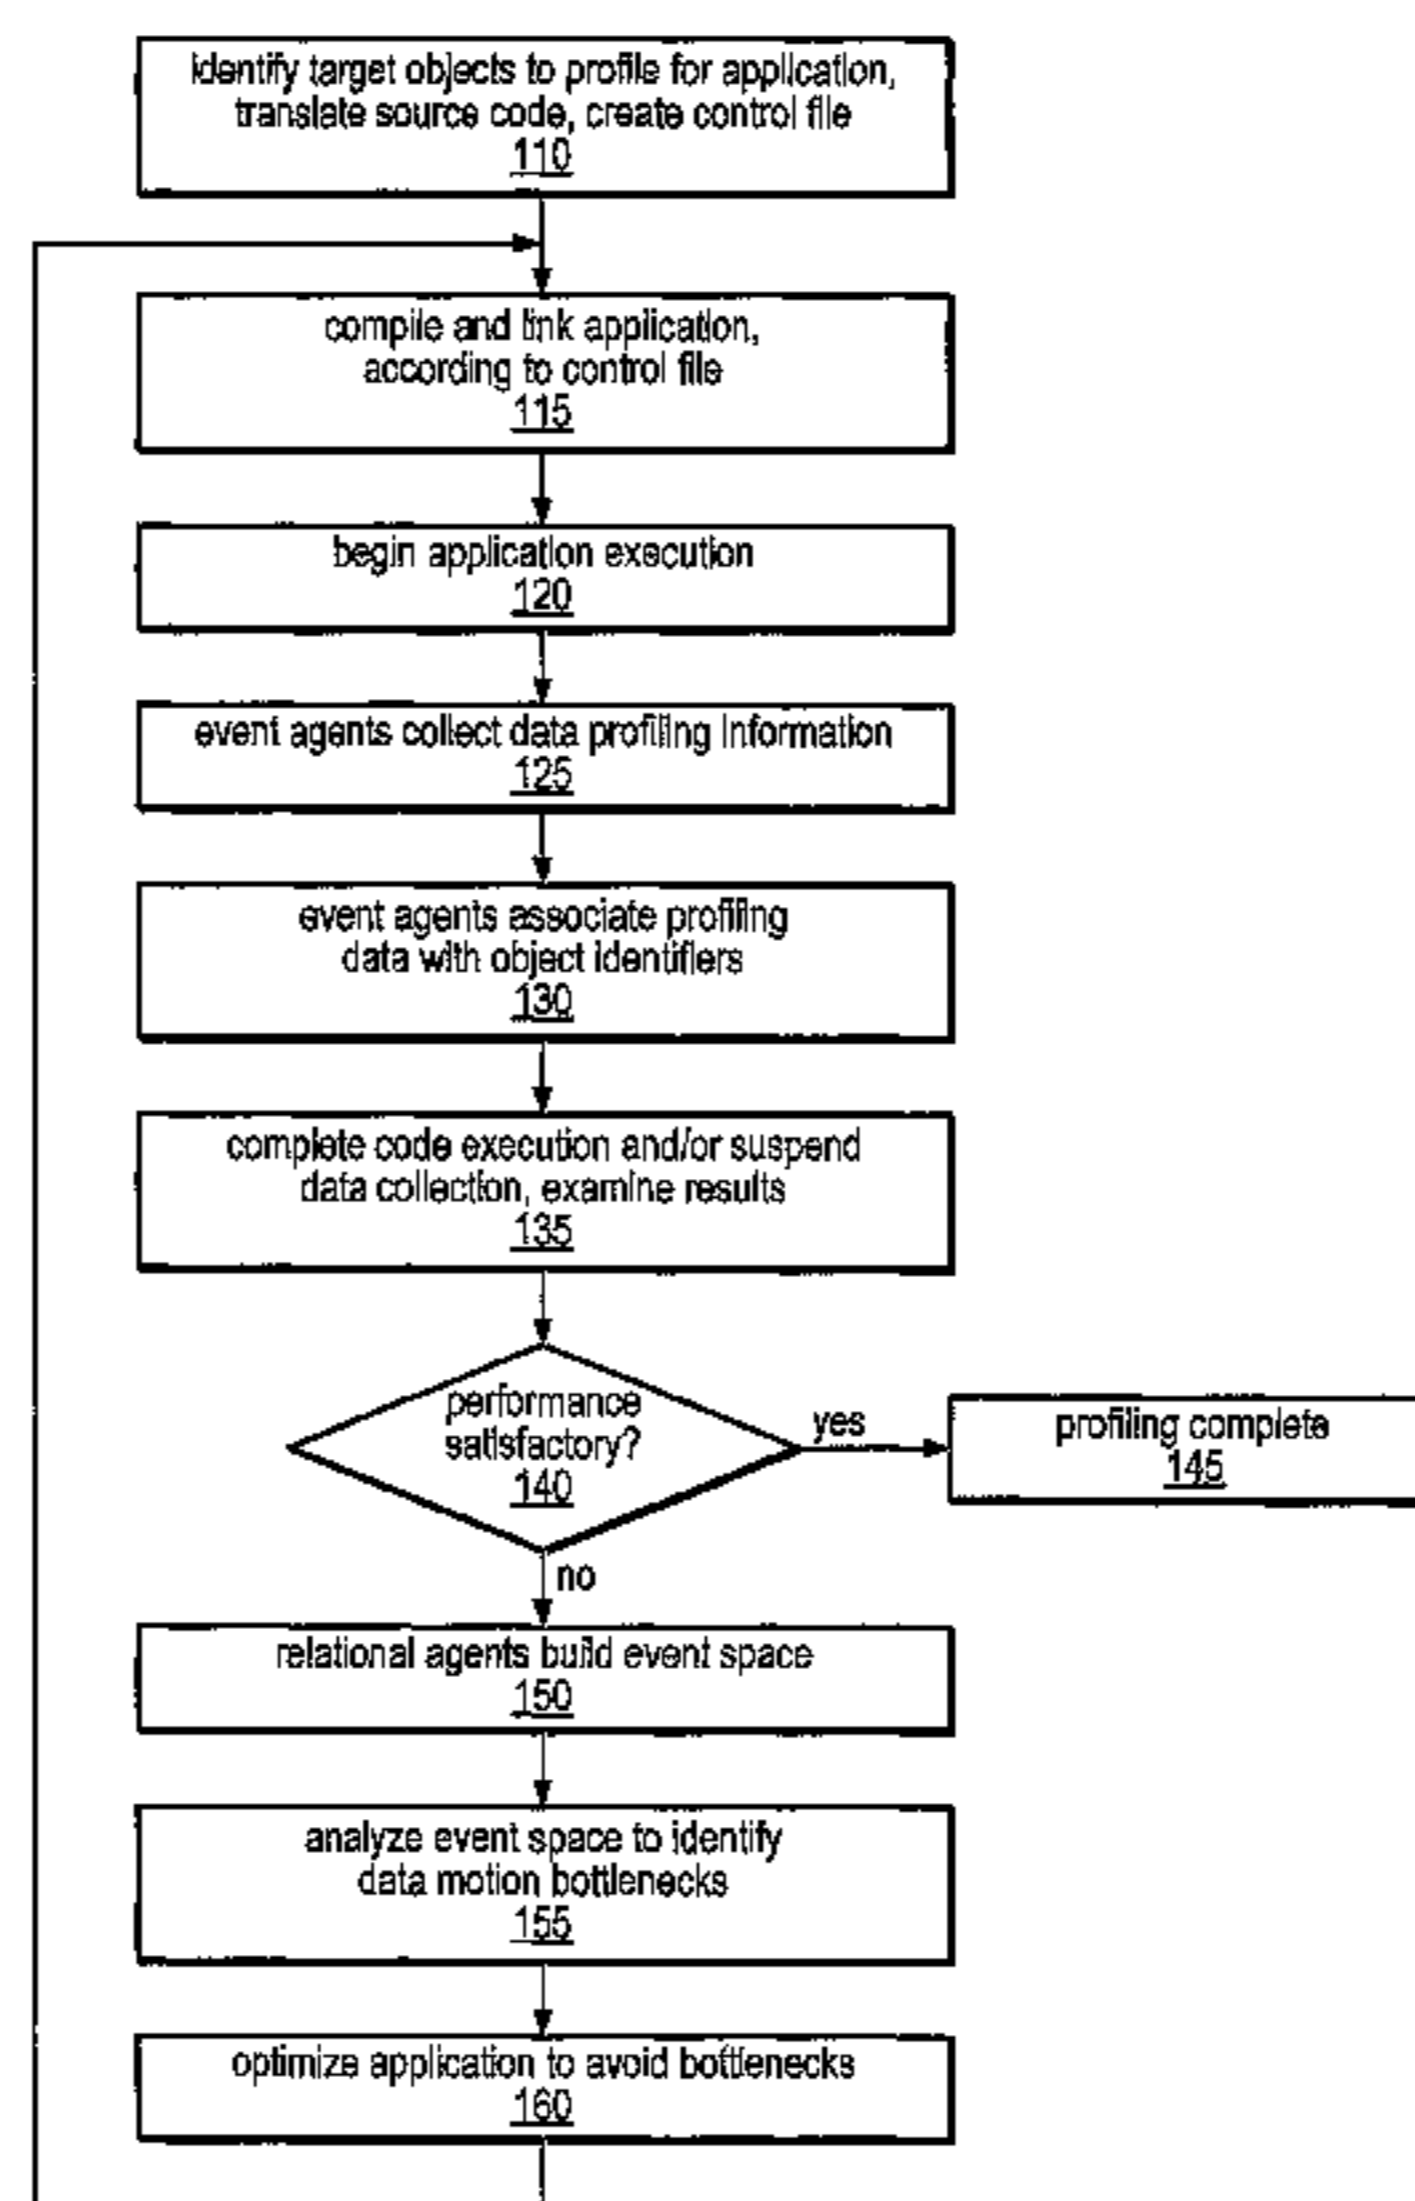 identify target objects to profile for application,
translate source code, create control file
110
compile and link application,
according to control file
115
begin application execution
120
event agents collect data profiling information
125
event agents associate profiling
data with object identifiers
130
complete code execution and/or suspend
data collection, examine results
135
performance
satisfactory?
140
yes
profiling complete
145
no
relational agents build event space
150
analyze event space to identify
data motion bottlenecks
155
optimize application to avoid bottlenecks
160